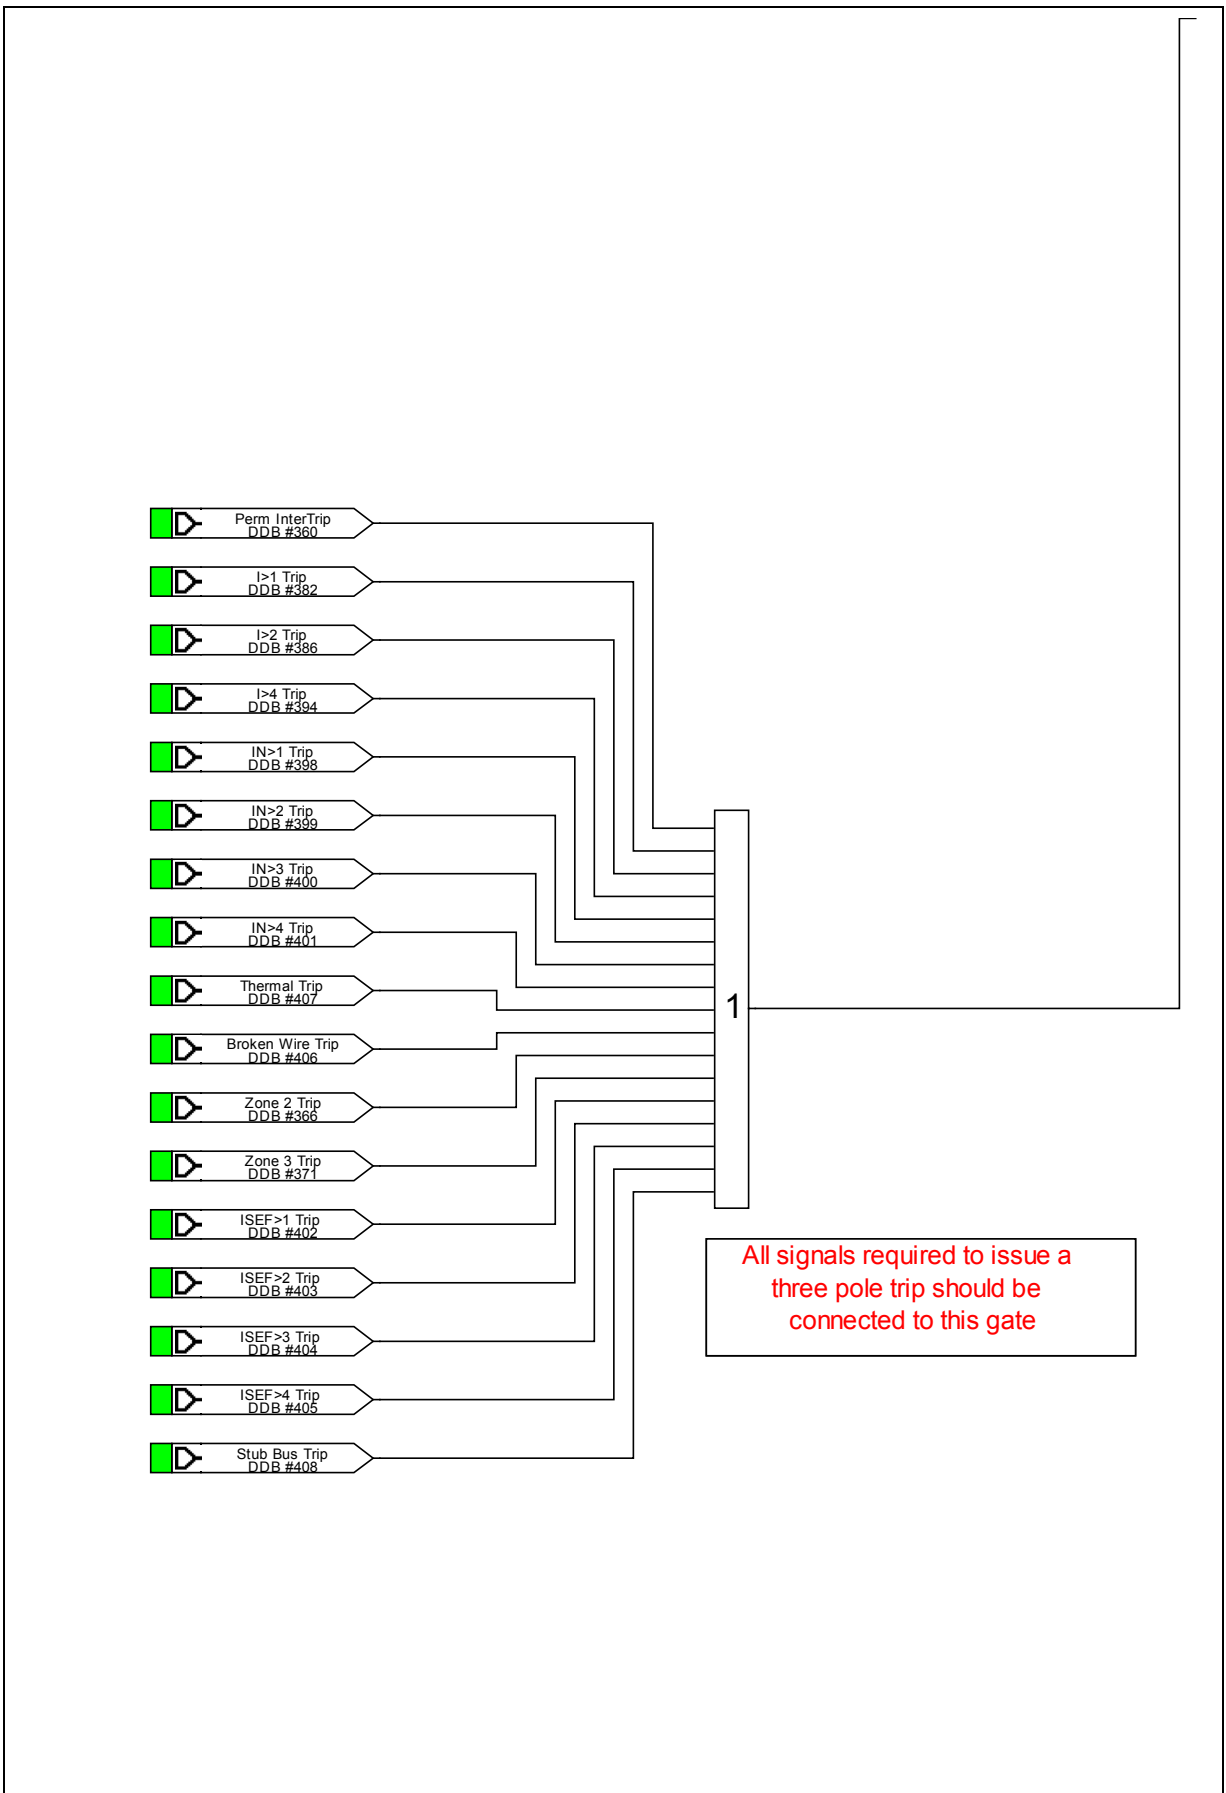 Perm InterTrip
DDB #360
I>1 Trip
DDB #382
I>2 Trip
DDB #386
I>4 Trip
DDB #394
IN>1 Trip
DDB #398
IN>2 Trip
DDB #399
IN>3 Trip
DDB #400
IN>4 Trip
DDB #401
Thermal Trip
DDB #407
Broken Wire Trip
DDB #406
Zone 2 Trip
DDB #366
Zone 3 Trip
DDB #371
ISEF>1 Trip
DDB #402
ISEF>2 Trip
DDB #403
ISEF>3 Trip
DDB #404
ISEF>4 Trip
DDB #405
Stub Bus Trip
DDB #408
1
All signals required to issue a
three pole trip should be
connected to this gate